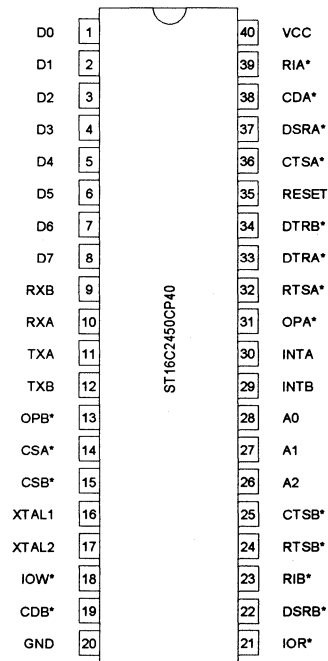 D0 1 40 VCC
D1 2 39 RIA*
D2 3 38 CDA*
D3 4 37 DSRA*
D4 5 36 CTSA*
D5 6 35 RESET
D6 7 34 DTRB*
D7 8 33 DTRA*
RXB 9 32 RTSA*
RXA 10 31 OPA*
TXA 11 30 INTA
TXB 12 29 INTB
OPB* 13 28 A0
CSA* 14 27 A1
CSB* 15 26 A2
XTAL1 16 25 CTSB*
XTAL2 17 24 RTSB*
IOW* 18 23 RIB*
CDB* 19 22 DSRB*
GND 20 21 IOR*
ST16C2450CP40